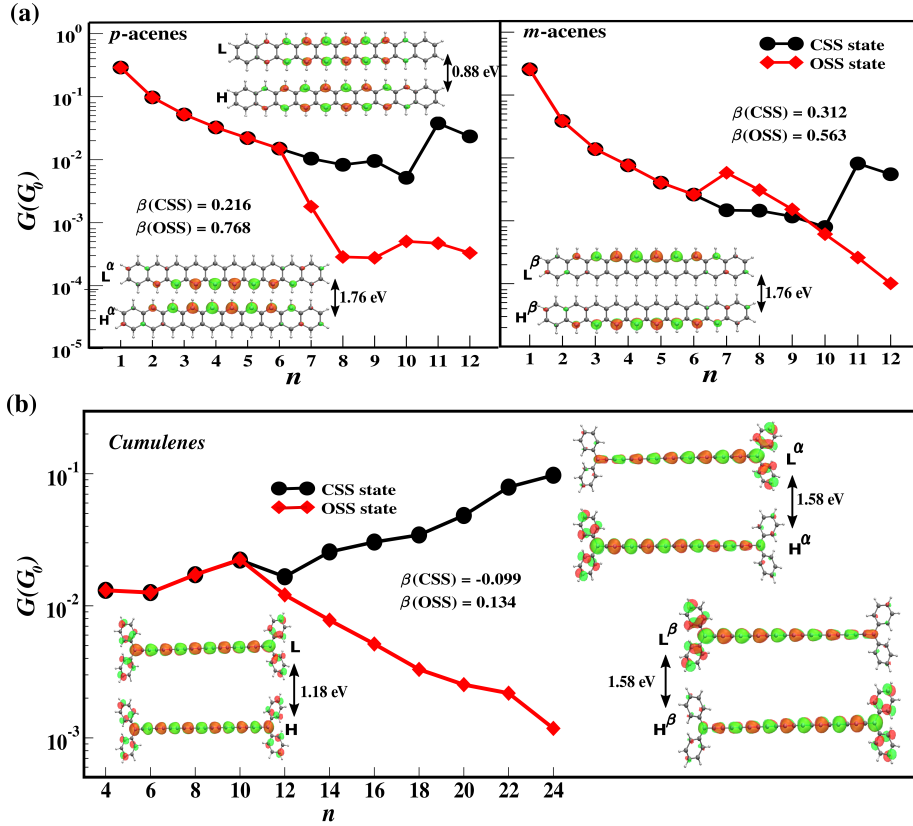 (a)
p-acenes
L
H
0.88 eV
β(CSS) = 0.216
β(OSS) = 0.768
L^α
H^α
1.76 eV
G(G₀)
10^0
10^-1
10^-2
10^-3
10^-4
10^-5
1 2 3 4 5 6 7 8 9 10 11 12
n
m-acenes
CSS state
OSS state
β(CSS) = 0.312
β(OSS) = 0.563
L^β
H^β
1.76 eV
1 2 3 4 5 6 7 8 9 10 11 12
n
(b)
Cumulenes
CSS state
OSS state
β(CSS) = -0.099
β(OSS) = 0.134
L
H
1.18 eV
L^α
H^α
1.58 eV
L^β
H^β
1.58 eV
G(G₀)
10^-1
10^-2
10^-3
4 6 8 10 12 14 16 18 20 22 24
n